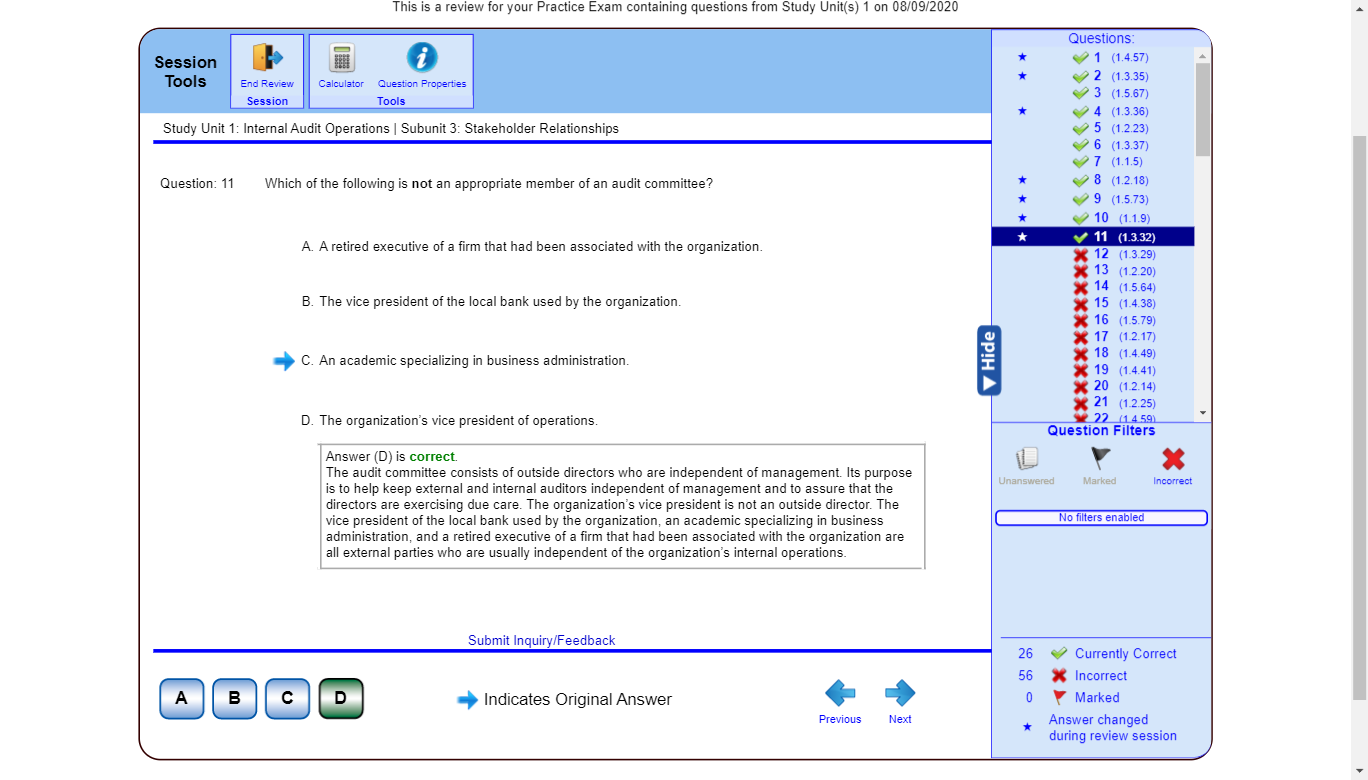 This is a review for your Practice Exam containing questions from Study Unit(s) 1 on 08/09/2020
Session
Tools
End Review
Session
Calculator
Question Properties
Tools
Study Unit 1: Internal Audit Operations | Subunit 3: Stakeholder Relationships
Question: 11 Which of the following is not an appropriate member of an audit committee?
A. A retired executive of a firm that had been associated with the organization.
B. The vice president of the local bank used by the organization.
C. An academic specializing in business administration.
D. The organization's vice president of operations.
Answer (D) is correct.
The audit committee consists of outside directors who are independent of management. Its purpose
is to help keep external and internal auditors independent of management and to assure that the
directors are exercising due care. The organization's vice president is not an outside director. The
vice president of the local bank used by the organization, an academic specializing in business
administration, and a retired executive of a firm that had been associated with the organization are
all external parties who are usually independent of the organization's internal operations.
Submit Inquiry/Feedback
A B C D
Indicates Original Answer
Previous
Next
Questions:
1 (1.4.57)
2 (1.3.35)
3 (1.5.67)
4 (1.3.36)
5 (1.2.23)
6 (1.3.37)
7 (1.1.5)
8 (1.2.18)
9 (1.5.73)
10 (1.1.9)
11 (1.3.32)
12 (1.3.29)
13 (1.2.20)
14 (1.5.64)
15 (1.4.38)
16 (1.5.79)
17 (1.2.17)
18 (1.4.49)
19 (1.4.41)
20 (1.2.14)
21 (1.2.25)
22 (1.4.59)
Hide
Question Filters
Unanswered
Marked
Incorrect
No filters enabled
26 Currently Correct
56 Incorrect
0 Marked
Answer changed
during review session